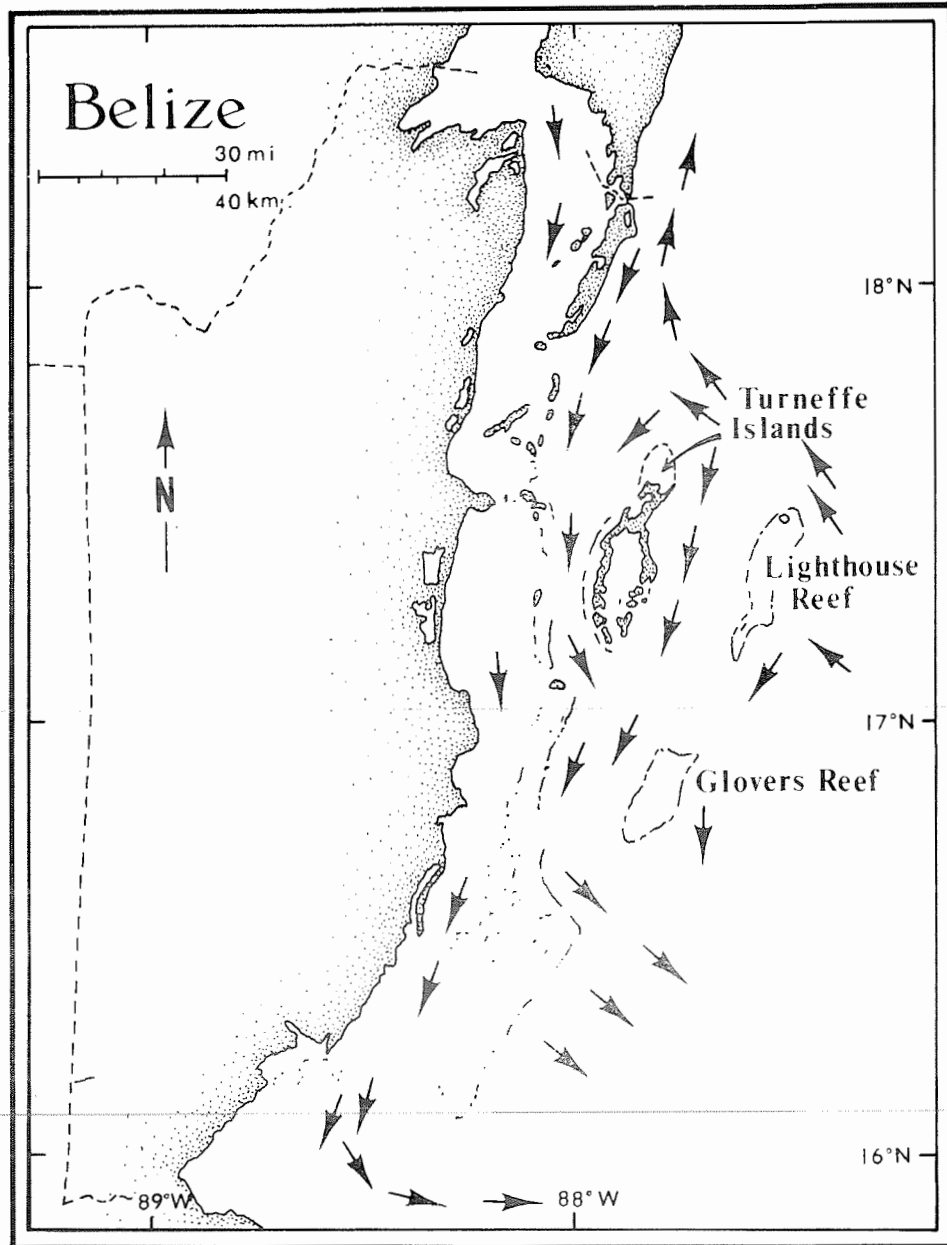 Belize
30 mi
40 km
18°N
Turneffe
Islands
N
Lighthouse
Reef
17°N
Glovers Reef
16°N
89°W
88°W